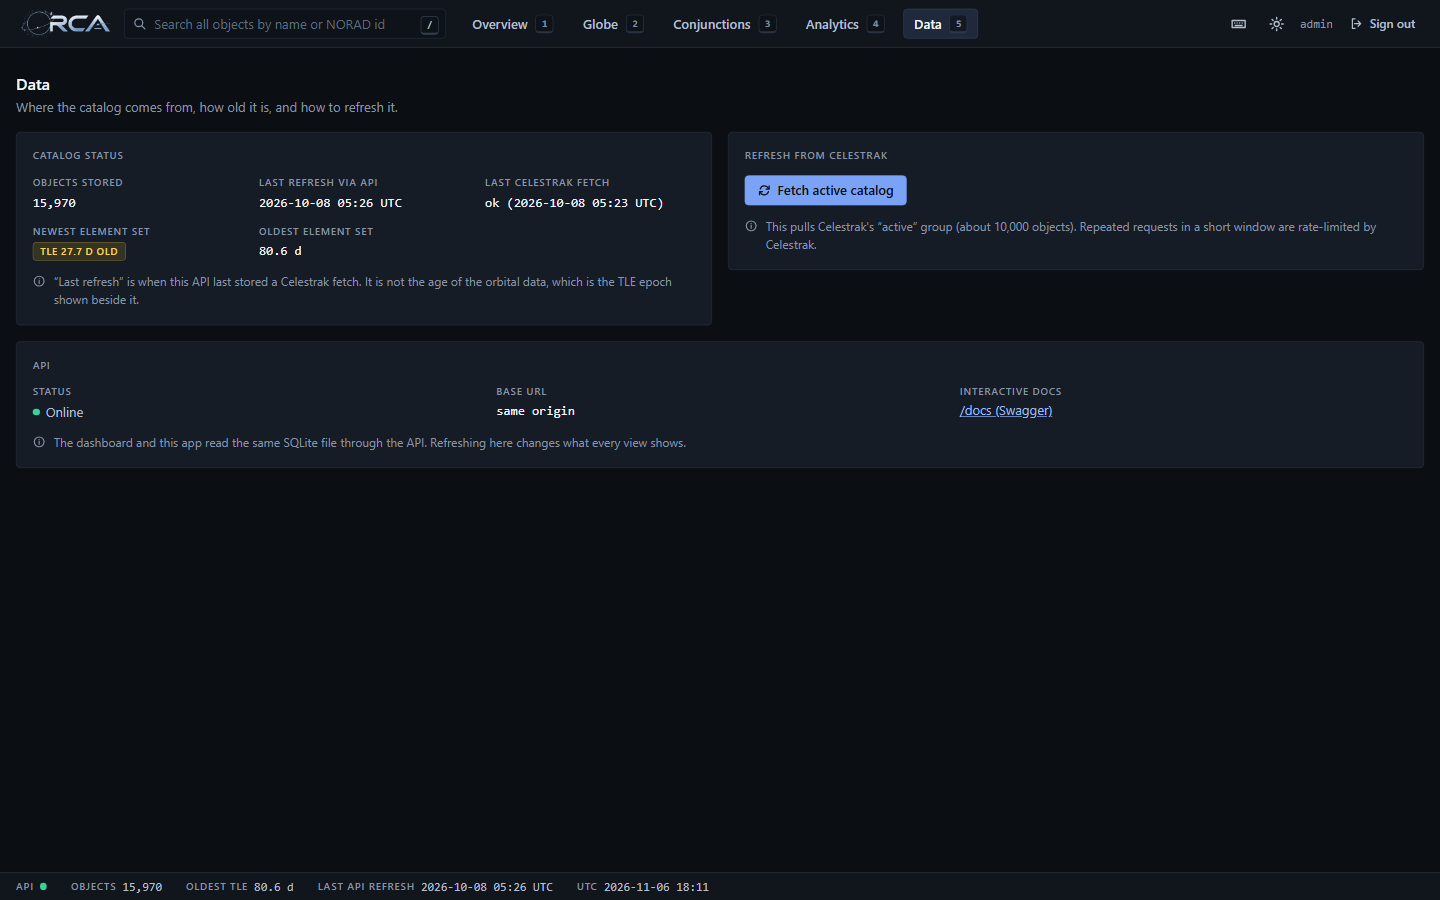 ORCA
Search all objects by name or NORAD id /
Overview 1
Globe 2
Conjunctions 3
Analytics 4
Data 5
admin
Sign out
Data
Where the catalog comes from, how old it is, and how to refresh it.
CATALOG STATUS
OBJECTS STORED
15,970
LAST REFRESH VIA API
2026-10-08 05:26 UTC
LAST CELESTRAK FETCH
ok (2026-10-08 05:23 UTC)
NEWEST ELEMENT SET
TLE 27.7 D OLD
OLDEST ELEMENT SET
80.6 d
"Last refresh" is when this API last stored a Celestrak fetch. It is not the age of the orbital data, which is the TLE epoch
shown beside it.
REFRESH FROM CELESTRAK
Fetch active catalog
This pulls Celestrak's "active" group (about 10,000 objects). Repeated requests in a short window are rate-limited by
Celestrak.
API
STATUS
Online
BASE URL
same origin
INTERACTIVE DOCS
/docs (Swagger)
The dashboard and this app read the same SQLite file through the API. Refreshing here changes what every view shows.
API OBJECTS 15,970 OLDEST TLE 80.6 d LAST API REFRESH 2026-10-08 05:26 UTC UTC 2026-11-06 18:11